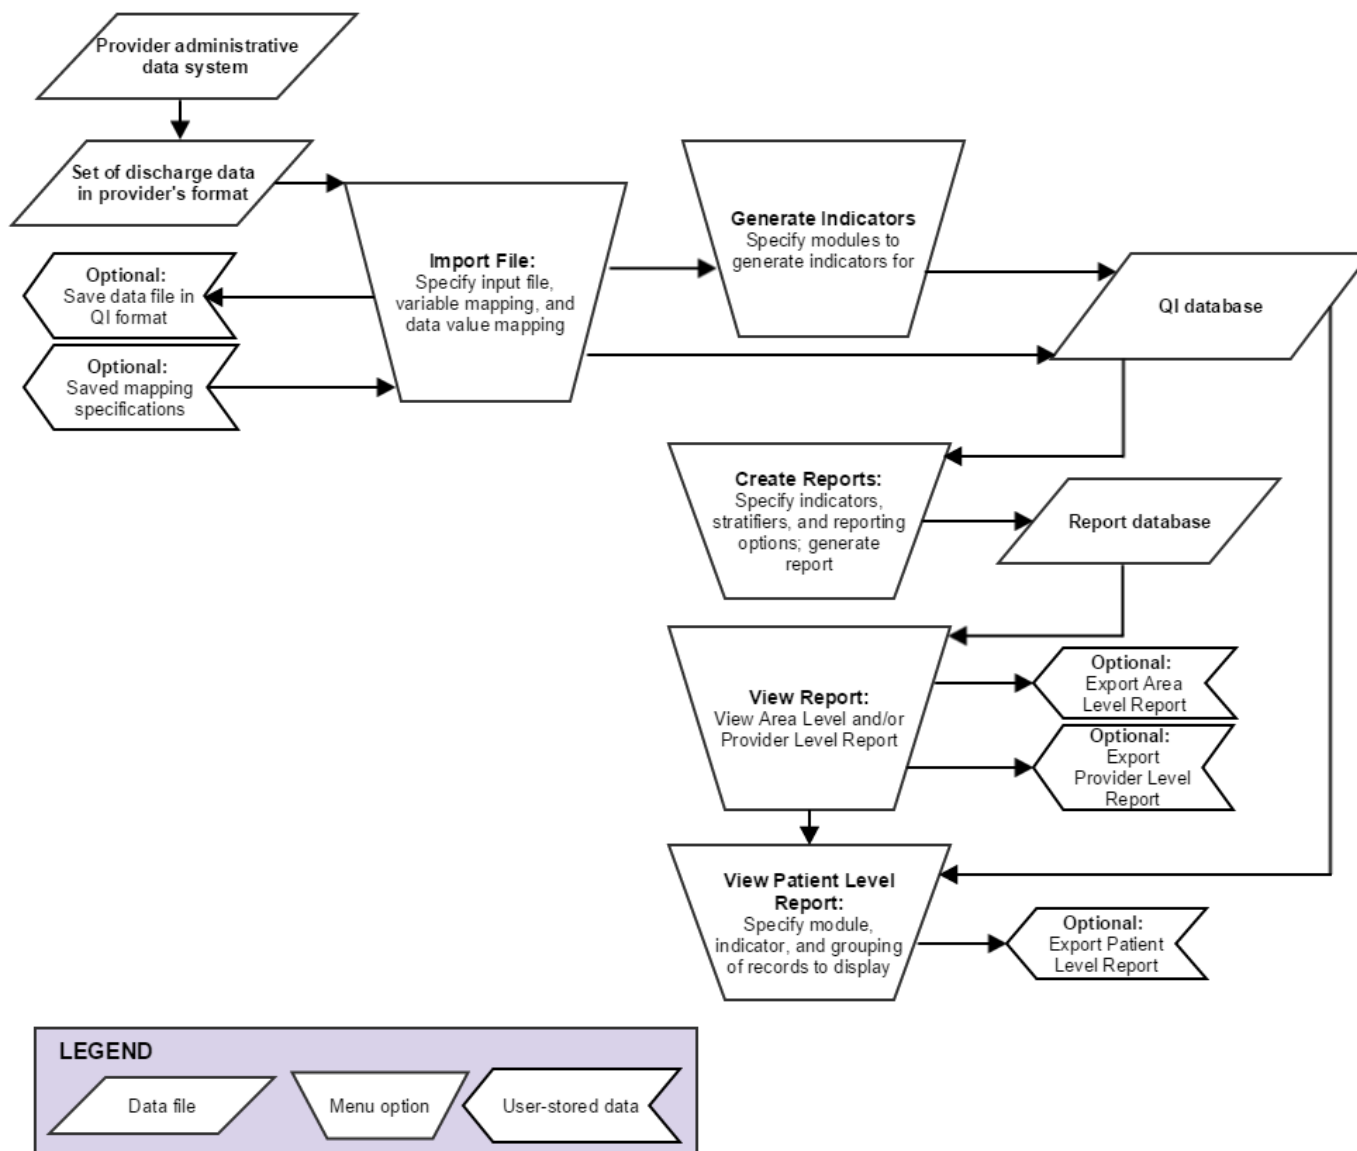 Provider administrative
data system
Set of discharge data
in provider's format
Optional:
Save data file in
QI format
Optional:
Saved mapping
specifications
Import File:
Specify input file,
variable mapping, and
data value mapping
Generate Indicators
Specify modules to
generate indicators for
QI database
Create Reports:
Specify indicators,
stratifiers, and reporting
options; generate
report
Report database
View Report:
View Area Level and/or
Provider Level Report
Optional:
Export Area
Level Report
Optional:
Export
Provider Level
Report
View Patient Level
Report:
Specify module,
indicator, and grouping
of records to display
Optional:
Export Patient
Level Report
LEGEND
Data file
Menu option
User-stored data